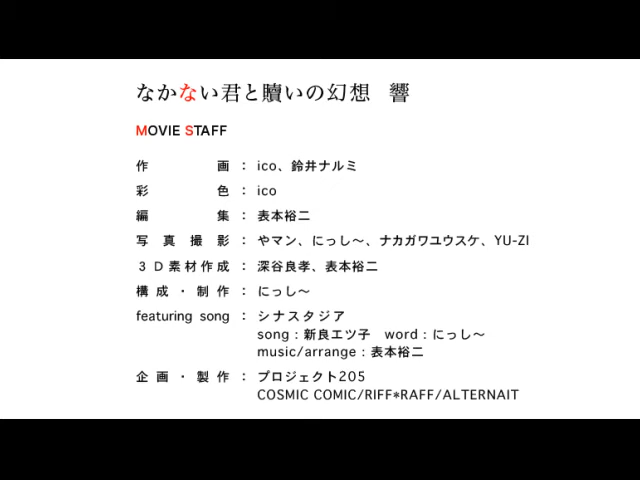 なかない君と贖いの幻想 響
MOVIE STAFF
作画：ico、鈴井ナルミ
彩色：ico
編集：表本裕二
写真撮影：やマン、にっし～、ナカガワユウスケ、YU-ZI
3D素材作成：深谷良孝、表本裕二
構成・制作：にっし～
featuring song：シナスタジア
song：新良エツ子 word：にっし～
music/arrange：表本裕二
企画・製作：プロジェクト205
COSMIC COMIC/RIFF*RAFF/ALTERNAIT